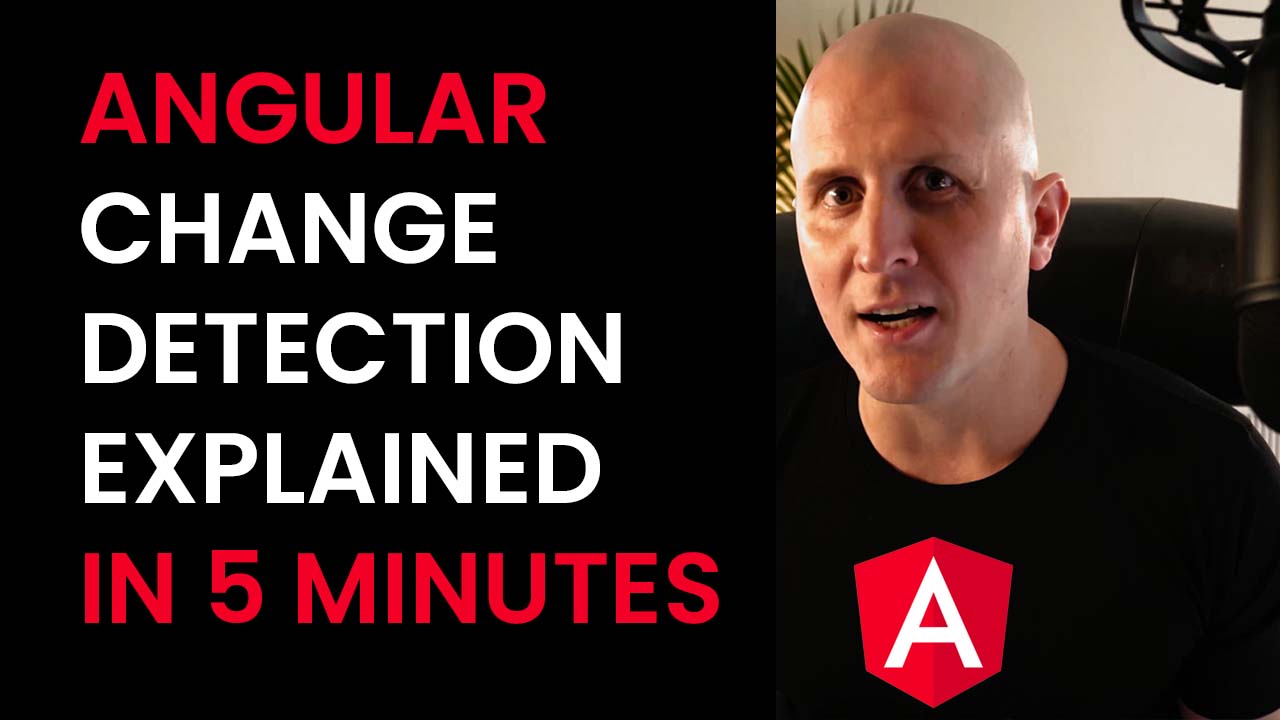 ANGULAR
CHANGE
DETECTION
EXPLAINED
IN 5 MINUTES
A